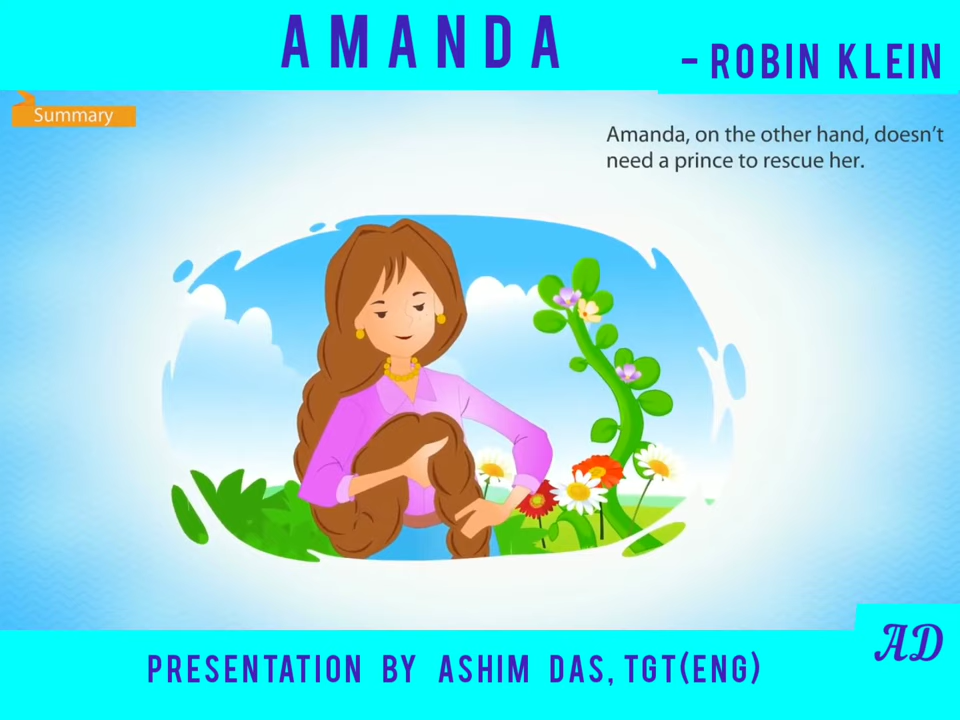 AMANDA
- ROBIN KLEIN
Summary
Amanda, on the other hand, doesn't
need a prince to rescue her.
AD
PRESENTATION BY ASHIM DAS, TGT(ENG)